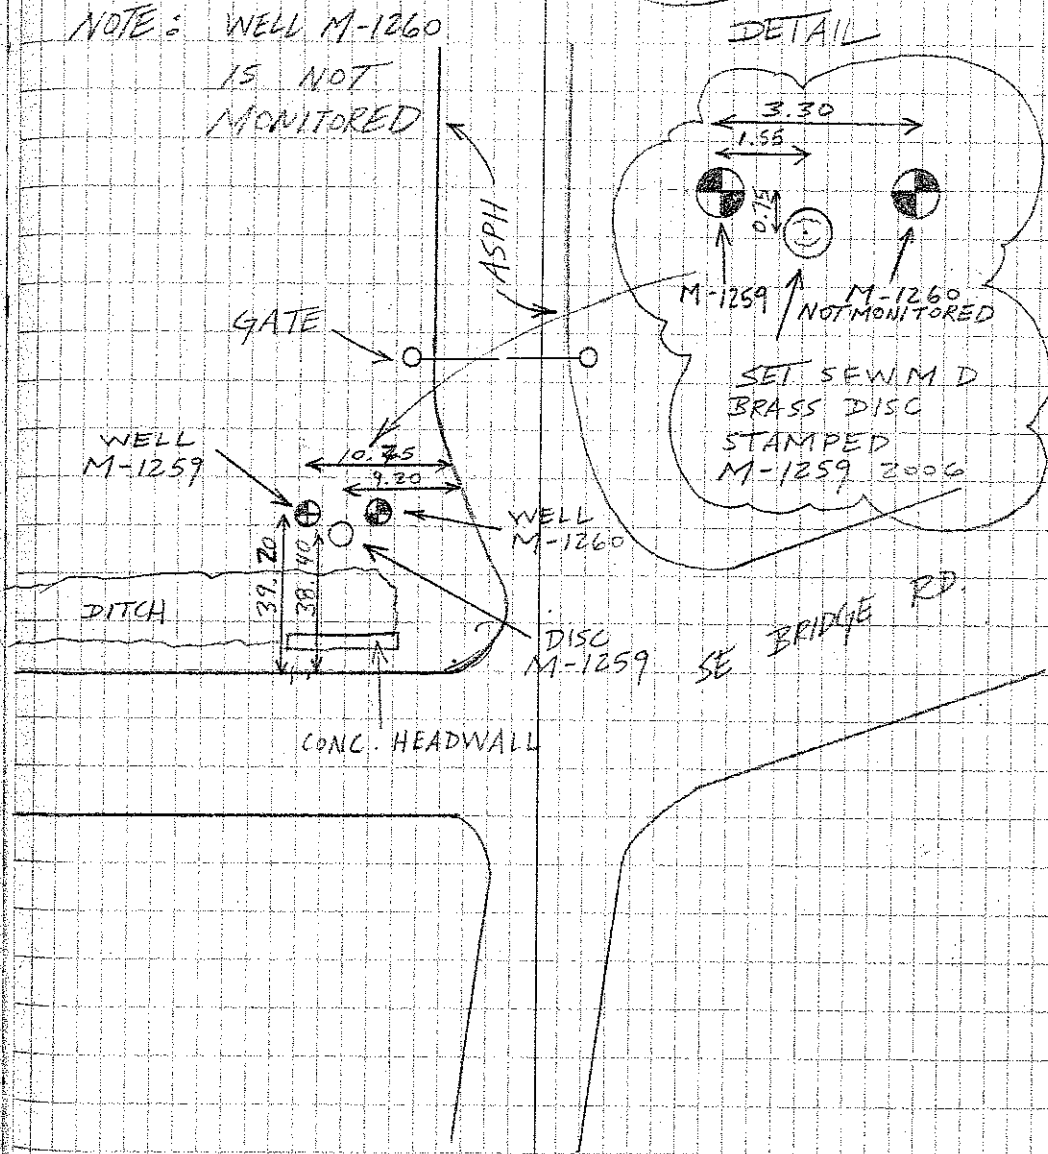 NOTE: WELL M-1260
IS NOT
MONITORED
DETAIL
3.30
1.55
0.75
M-1259
M-1260
NOT MONITORED
SET SFWMD
BRASS DISC
STAMPED
M-1259 2006
ASPH
GATE
WELL
M-1259
10.75
9.20
WELL
M-1260
39.20
38.40
DITCH
DISC
M-1259
SE BRIDGE RD.
CONC. HEADWALL